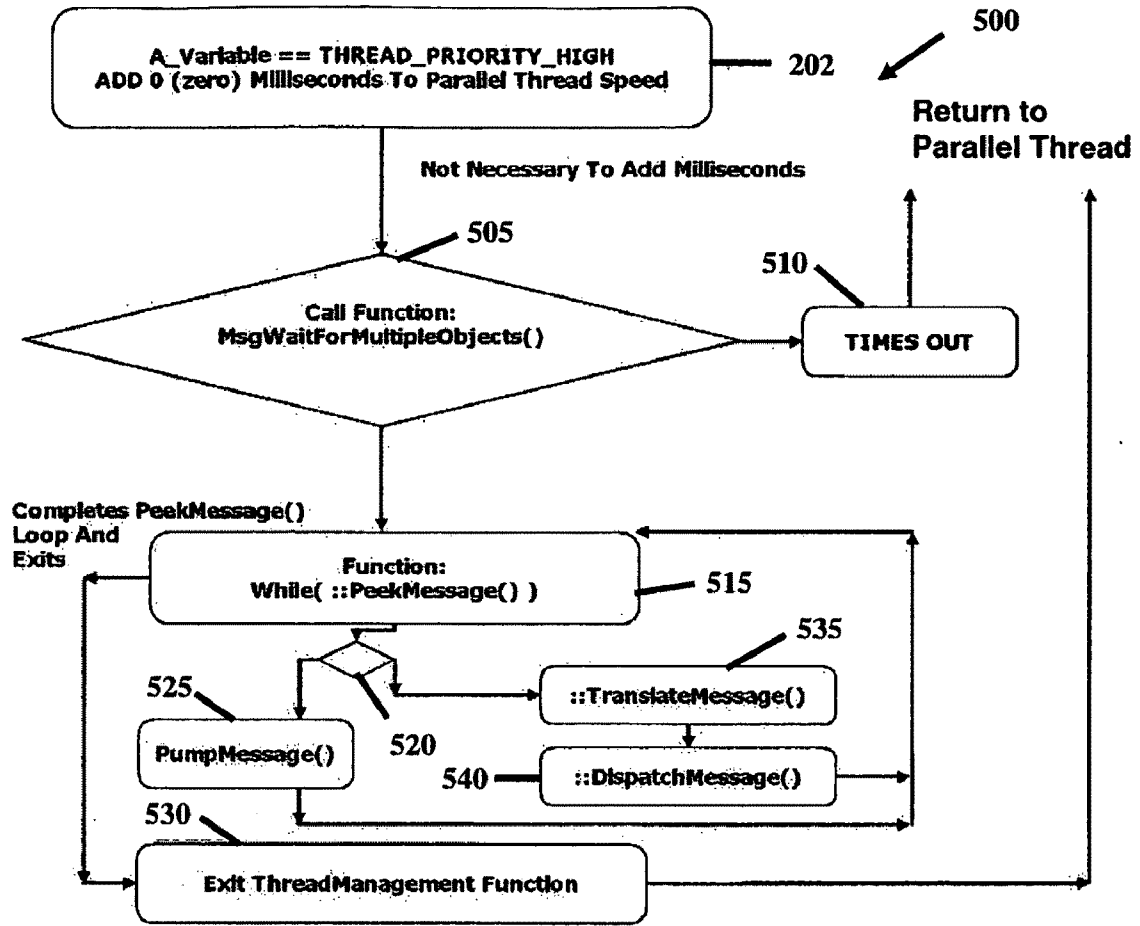 500
A_Variable == THREAD_PRIORITY_HIGH
ADD 0 (zero) Milliseconds To Parallel Thread Speed
202
Return to
Parallel Thread
Not Necessary To Add Milliseconds
505
510
Call Function:
MsgWaitForMultipleObjects()
TIMES OUT
Completes PeekMessage()
Loop And
Exits
Function:
While( ::PeekMessage() )
515
535
525
::TranslateMessage()
520
PumpMessage()
540
::DispatchMessage()
530
Exit ThreadManagement Function